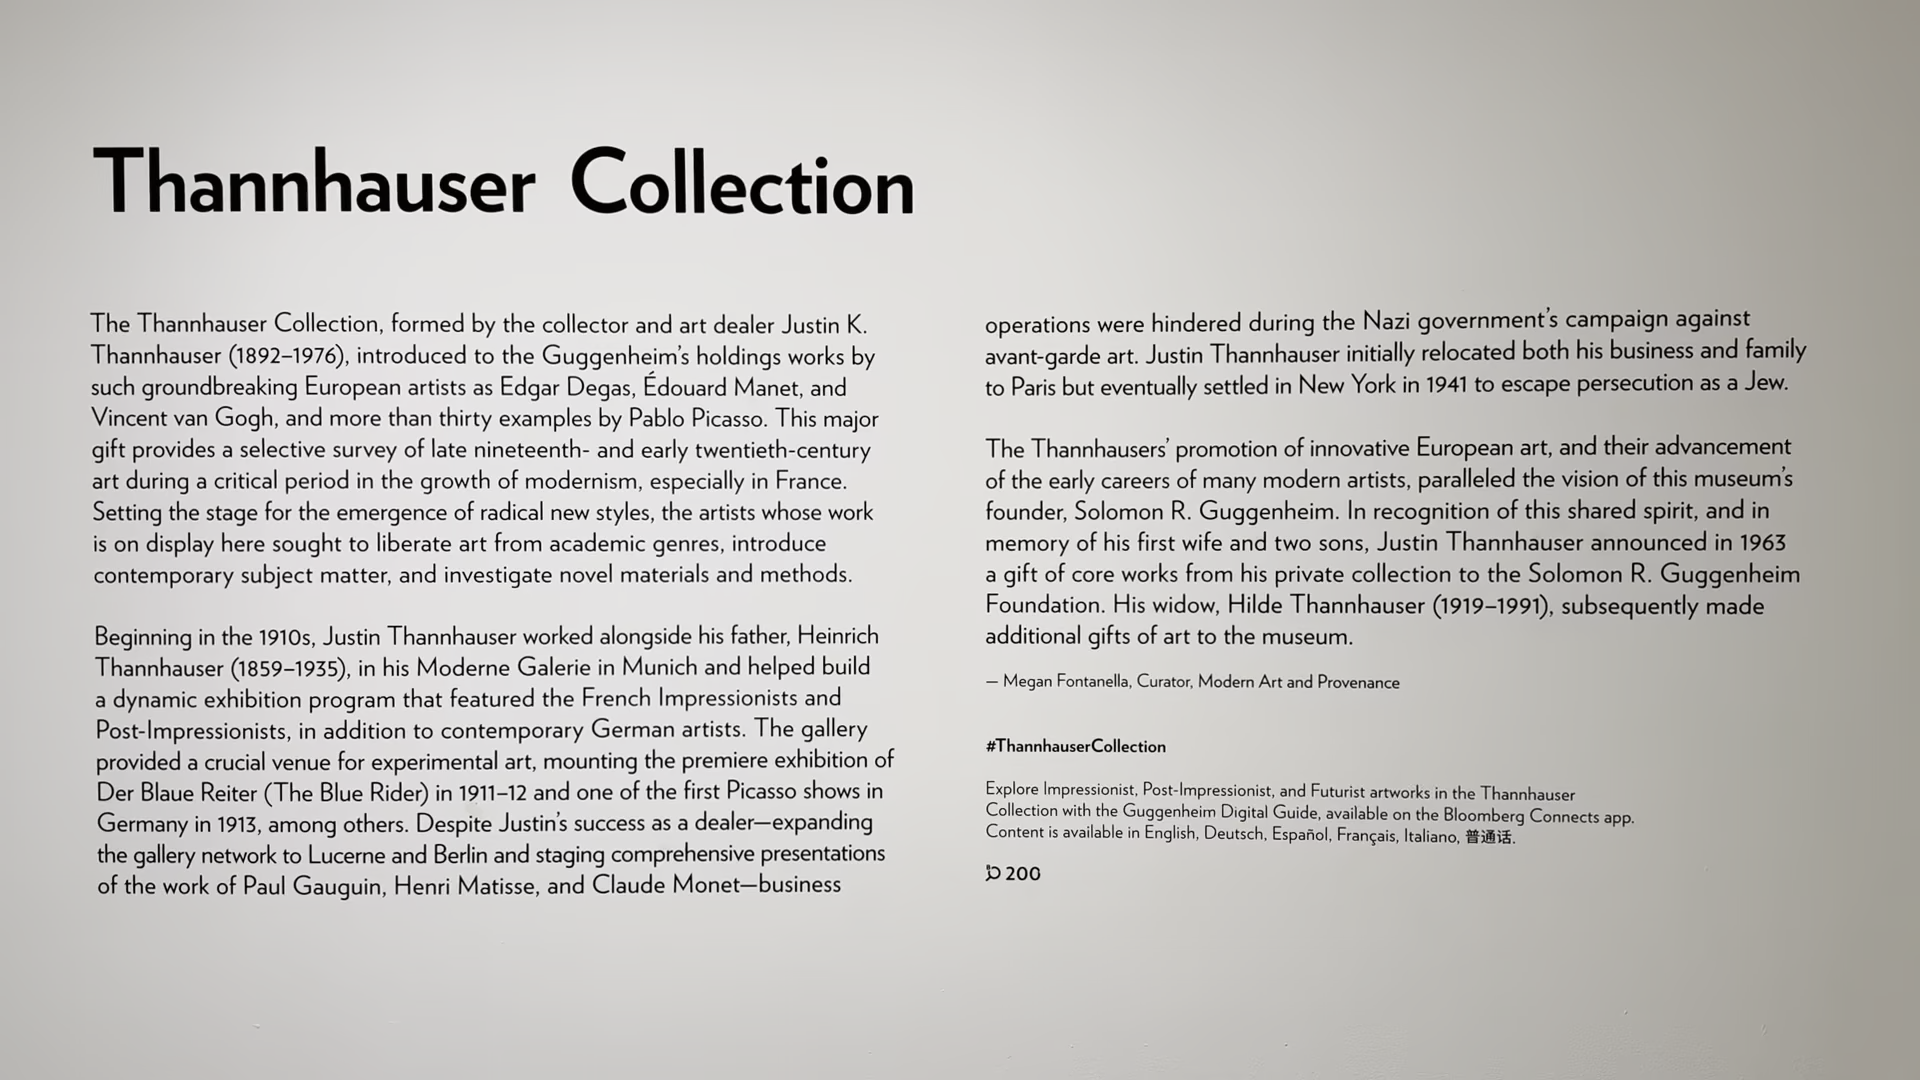 Thannhauser Collection
The Thannhauser Collection, formed by the collector and art dealer Justin K.
Thannhauser (1892–1976), introduced to the Guggenheim’s holdings works by
such groundbreaking European artists as Edgar Degas, Édouard Manet, and
Vincent van Gogh, and more than thirty examples by Pablo Picasso. This major
gift provides a selective survey of late nineteenth- and early twentieth-century
art during a critical period in the growth of modernism, especially in France.
Setting the stage for the emergence of radical new styles, the artists whose work
is on display here sought to liberate art from academic genres, introduce
contemporary subject matter, and investigate novel materials and methods.
Beginning in the 1910s, Justin Thannhauser worked alongside his father, Heinrich
Thannhauser (1859–1935), in his Moderne Galerie in Munich and helped build
a dynamic exhibition program that featured the French Impressionists and
Post-Impressionists, in addition to contemporary German artists. The gallery
provided a crucial venue for experimental art, mounting the premiere exhibition of
Der Blaue Reiter (The Blue Rider) in 1911–12 and one of the first Picasso shows in
Germany in 1913, among others. Despite Justin’s success as a dealer—expanding
the gallery network to Lucerne and Berlin and staging comprehensive presentations
of the work of Paul Gauguin, Henri Matisse, and Claude Monet—business
operations were hindered during the Nazi government’s campaign against
avant-garde art. Justin Thannhauser initially relocated both his business and family
to Paris but eventually settled in New York in 1941 to escape persecution as a Jew.
The Thannhausers’ promotion of innovative European art, and their advancement
of the early careers of many modern artists, paralleled the vision of this museum’s
founder, Solomon R. Guggenheim. In recognition of this shared spirit, and in
memory of his first wife and two sons, Justin Thannhauser announced in 1963
a gift of core works from his private collection to the Solomon R. Guggenheim
Foundation. His widow, Hilde Thannhauser (1919–1991), subsequently made
additional gifts of art to the museum.
— Megan Fontanella, Curator, Modern Art and Provenance
#ThannhauserCollection
Explore Impressionist, Post-Impressionist, and Futurist artworks in the Thannhauser
Collection with the Guggenheim Digital Guide, available on the Bloomberg Connects app.
Content is available in English, Deutsch, Español, Français, Italiano, 普通话.
200